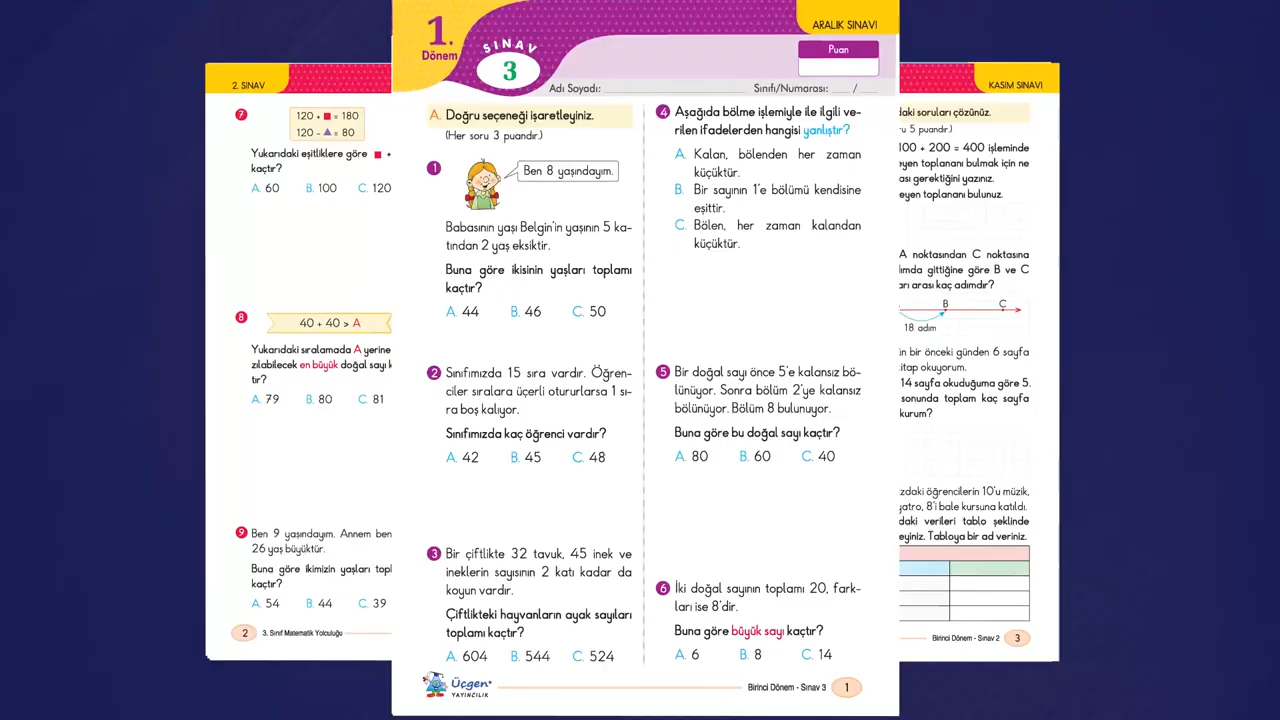 2. SINAV
7
120 + ■ = 180
120 - ▲ = 80
Yukarıdaki eşitliklere göre ■ +
kaçtır?
A. 60 B. 100 C. 120
8
40 + 40 > A
Yukarıdaki sıralamada A yerine
zılabilecek en büyük doğal sayı
tır?
A. 79 B. 80 C. 81
9 Ben 9 yaşındayım. Annem ben
26 yaş büyüktür.
Buna göre ikimizin yaşları topl
kaçtır?
A. 54 B. 44 C. 39
2 3. Sınıf Matematik Yolculuğu
1.
Dönem
SINAV
3
ARALIK SINAVI
Puan
Adı Soyadı: Sınıfı/Numarası: /
A. Doğru seçeneği işaretleyiniz.
(Her soru 3 puandır.)
1
Ben 8 yaşındayım.
Babasının yaşı Belgin'in yaşının 5 ka-
tından 2 yaş eksiktir.
Buna göre ikisinin yaşları toplamı
kaçtır?
A. 44 B. 46 C. 50
2 Sınıfımızda 15 sıra vardır. Öğren-
ciler sıralara üçerli otururlarsa 1 sı-
ra boş kalıyor.
Sınıfımızda kaç öğrenci vardır?
A. 42 B. 45 C. 48
3 Bir çiftlikte 32 tavuk, 45 inek ve
ineklerin sayısının 2 katı kadar da
koyun vardır.
Çiftlikteki hayvanların ayak sayıları
toplamı kaçtır?
A. 604 B. 544 C. 524
4 Aşağıda bölme işlemiyle ile ilgili ve-
rilen ifadelerden hangisi yanlıştır?
A. Kalan, bölenden her zaman
küçüktür.
B. Bir sayının 1'e bölümü kendisine
eşittir.
C. Bölen, her zaman kalandan
küçüktür.
5 Bir doğal sayı önce 5'e kalansız bö-
lünüyor. Sonra bölüm 2'ye kalansız
bölünüyor. Bölüm 8 bulunuyor.
Buna göre bu doğal sayı kaçtır?
A. 80 B. 60 C. 40
6 İki doğal sayının toplamı 20, fark-
ları ise 8'dir.
Buna göre büyük sayı kaçtır?
A. 6 B. 8 C. 14
Üçgen
YAYINCILIK
Birinci Dönem - Sınav 3 1
KASIM SINAVI
daki soruları çözünüz.
ru 5 puandır.)
100 + 200 = 400 işleminde
eyen toplananı bulmak için ne
ası gerektiğini yazınız.
eyen toplananı bulunuz.
A noktasından C noktasına
dımda gittiğine göre B ve C
arı arası kaç adımdır?
B C
18 adım
ün bir önceki günden 6 sayfa
kitap okuyorum.
14 sayfa okuduğuma göre 5.
sonunda toplam kaç sayfa
kurum?
zdaki öğrencilerin 10'u müzik,
yatro, 8'i bale kursuna katıldı.
daki verileri tablo şeklinde
eyiniz. Tabloya bir ad veriniz.
Birinci Dönem - Sınav 2 3